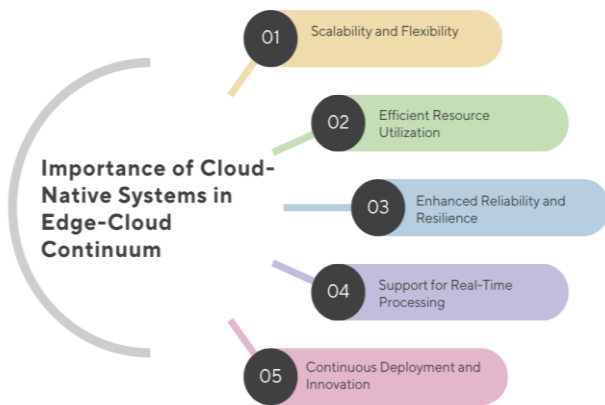 Importance of Cloud-
Native Systems in
Edge-Cloud
Continuum
01
Scalability and Flexibility
02
Efficient Resource
Utilization
03
Enhanced Reliability and
Resilience
04
Support for Real-Time
Processing
05
Continuous Deployment and
Innovation